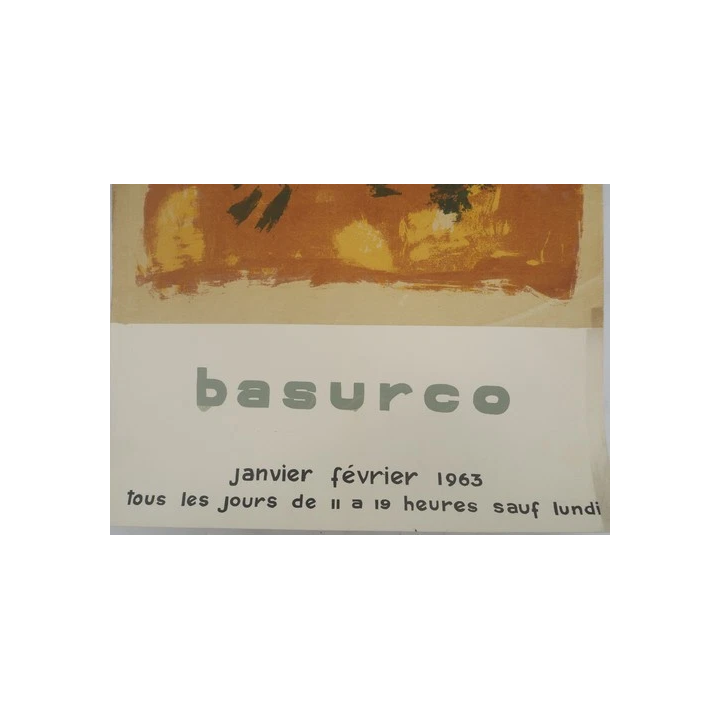 basurco
janvier février 1963
tous les jours de 11 a 19 heures sauf lundi